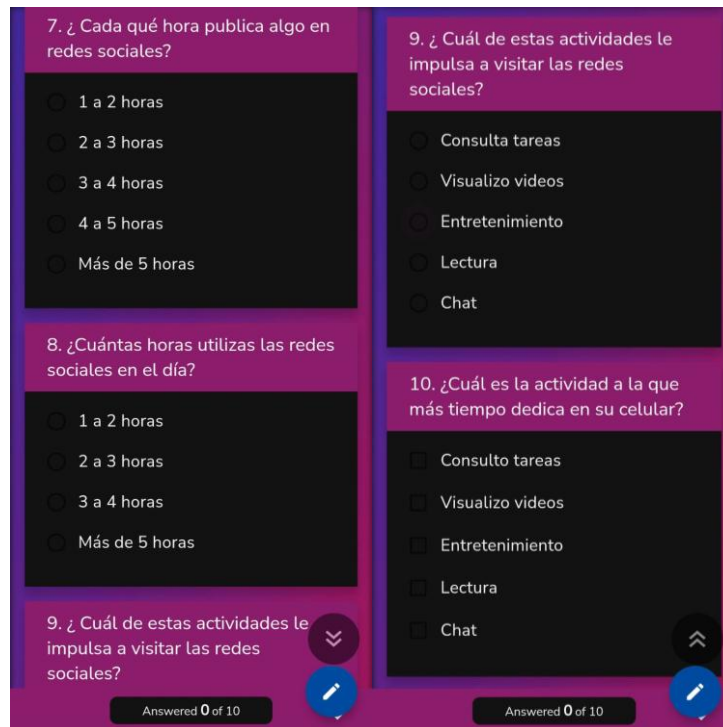 7. ¿ Cada qué hora publica algo en
redes sociales?
1 a 2 horas
2 a 3 horas
3 a 4 horas
4 a 5 horas
Más de 5 horas
8. ¿Cuántas horas utilizas las redes
sociales en el día?
1 a 2 horas
2 a 3 horas
3 a 4 horas
Más de 5 horas
9. ¿ Cuál de estas actividades le
impulsa a visitar las redes
sociales?
Answered 0 of 10
9. ¿ Cuál de estas actividades le
impulsa a visitar las redes
sociales?
Consulta tareas
Visualizo videos
Entretenimiento
Lectura
Chat
10. ¿Cuál es la actividad a la que
más tiempo dedica en su celular?
Consulto tareas
Visualizo videos
Entretenimiento
Lectura
Chat
Answered 0 of 10